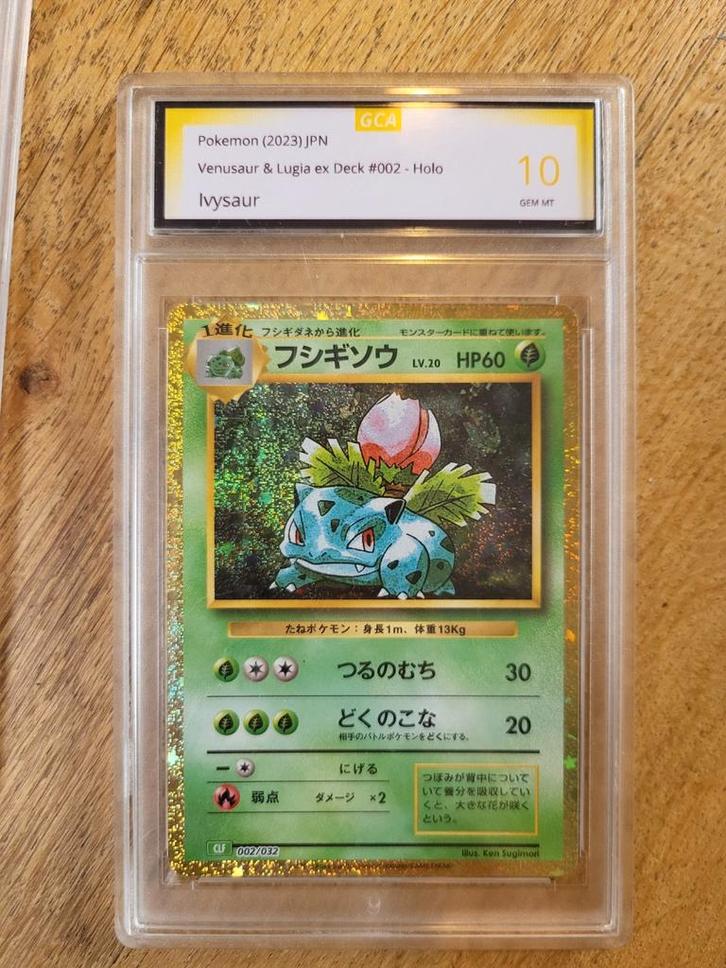 GCA
Pokemon (2023) JPN
Venusaur & Lugia ex Deck #002 - Holo
Ivysaur
10
GEM MT
1進化 フシギダネから進化 モンスターカードに重ねて使います。
フシギソウ LV.20 HP60
たねポケモン：身長1m、体重13Kg
つるのむち 30
どくのこな 20
相手のバトルポケモンをどくにする。
にげる
弱点 ダメージ ×2
つぼみが背中について
いて養分を吸収してい
くと、大きな花が咲く
という。
CLF 002/032
Illus. Ken Sugimori